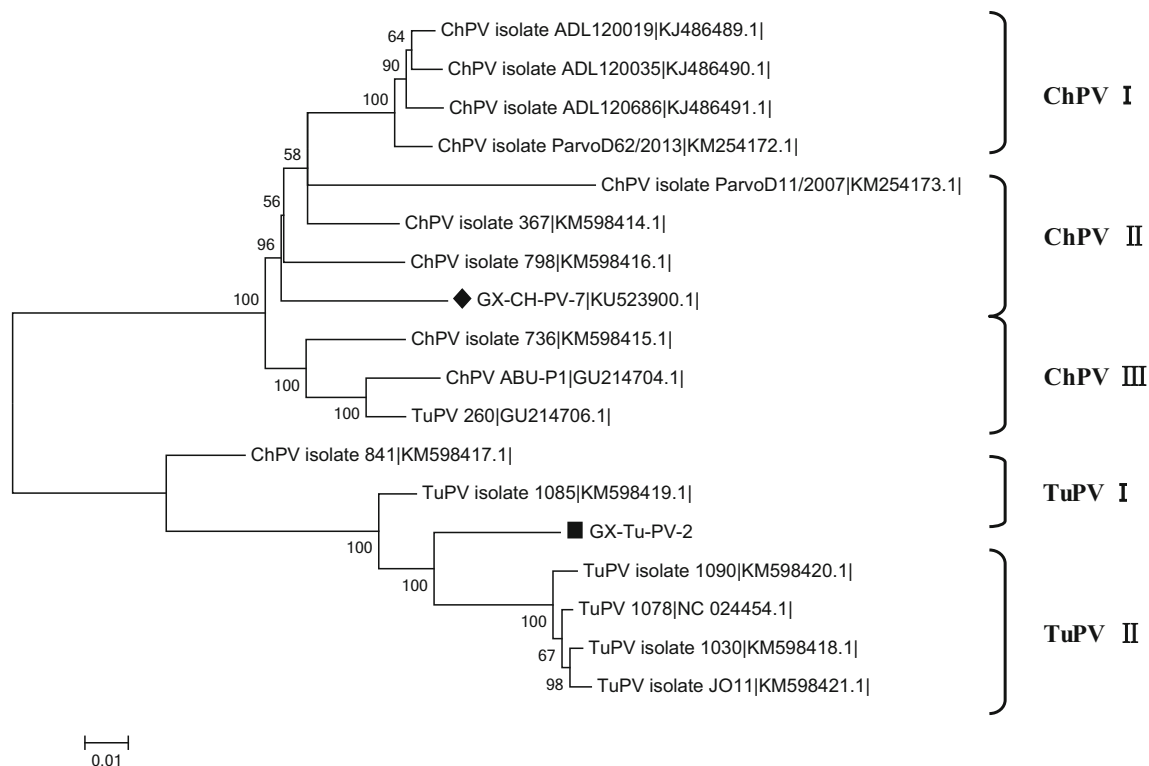 ChPV isolate ADL120019|KJ486489.1|
64
ChPV isolate ADL120035|KJ486490.1|
90
ChPV I
100
ChPV isolate ADL120686|KJ486491.1|
ChPV isolate ParvoD62/2013|KM254172.1|
58
ChPV isolate ParvoD11/2007|KM254173.1|
56
ChPV isolate 367|KM598414.1|
ChPV II
96
ChPV isolate 798|KM598416.1|
100
GX-CH-PV-7|KU523900.1|
ChPV isolate 736|KM598415.1|
100
ChPV ABU-P1|GU214704.1|
ChPV III
100
TuPV 260|GU214706.1|
ChPV isolate 841|KM598417.1|
TuPV isolate 1085|KM598419.1|
TuPV I
100
GX-Tu-PV-2
100
TuPV isolate 1090|KM598420.1|
100
TuPV 1078|NC 024454.1|
TuPV II
67
TuPV isolate 1030|KM598418.1|
98
TuPV isolate JO11|KM598421.1|
0.01